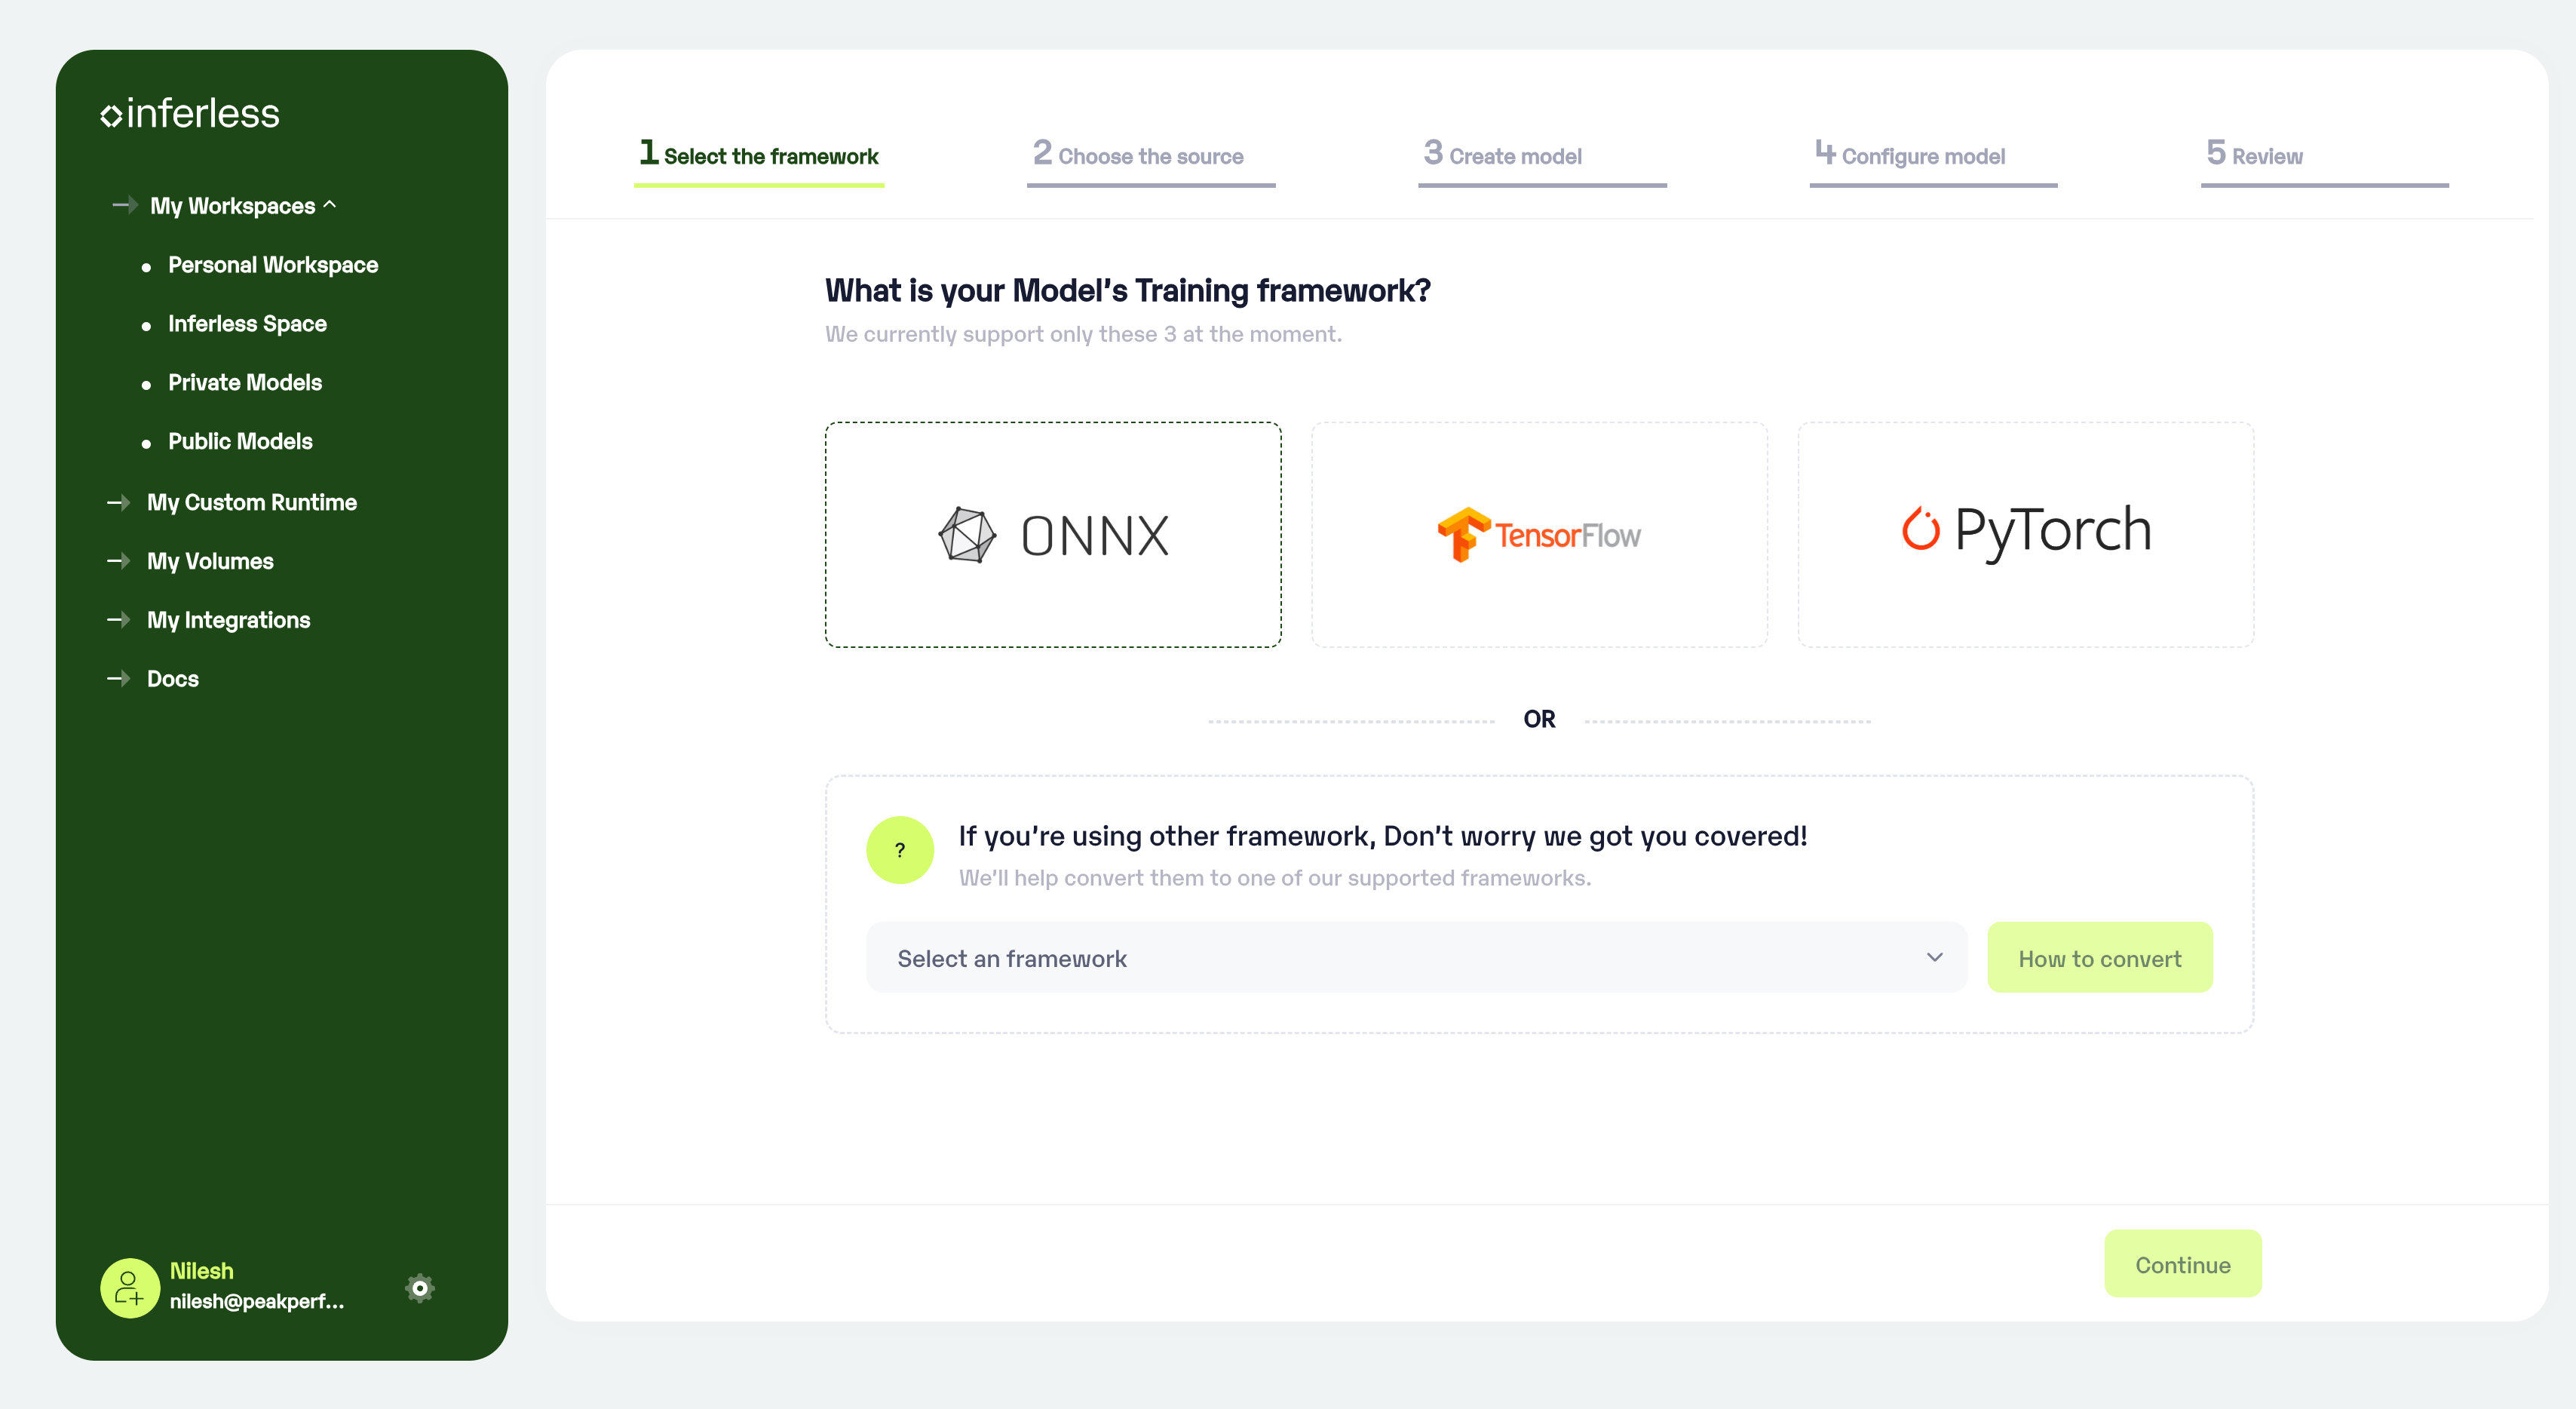 inferless
My Workspaces
Personal Workspace
Inferless Space
Private Models
Public Models
My Custom Runtime
My Volumes
My Integrations
Docs
Nilesh
nilesh@peakperf...
1 Select the framework
2 Choose the source
3 Create model
4 Configure model
5 Review
What is your Model's Training framework?
We currently support only these 3 at the moment.
ONNX
TensorFlow
PyTorch
OR
?
If you're using other framework, Don't worry we got you covered!
We'll help convert them to one of our supported frameworks.
Select an framework
How to convert
Continue